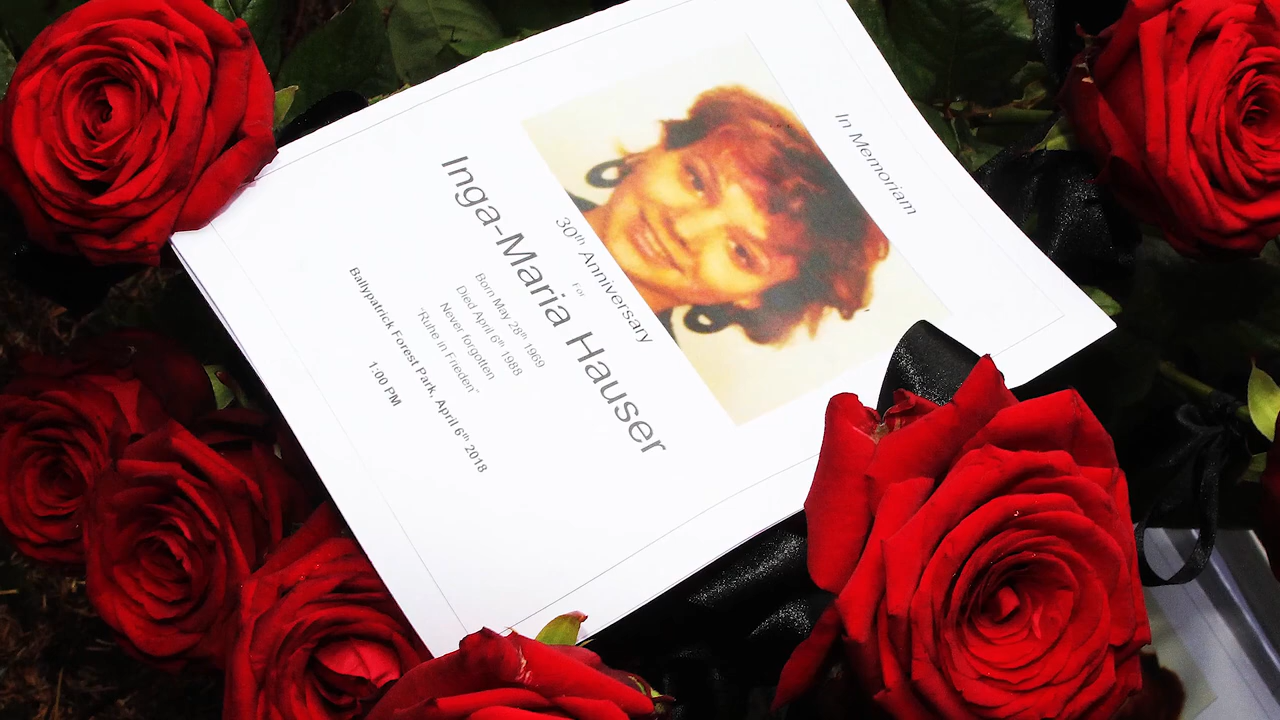 In Memoriam
30th Anniversary
For
Inga-Maria Hauser
Born May 28th 1969
Died April 6th 1988
Never forgotten
"Ruhe in Frieden"
Ballypatrick Forest Park, April 6th 2018
1:00 PM